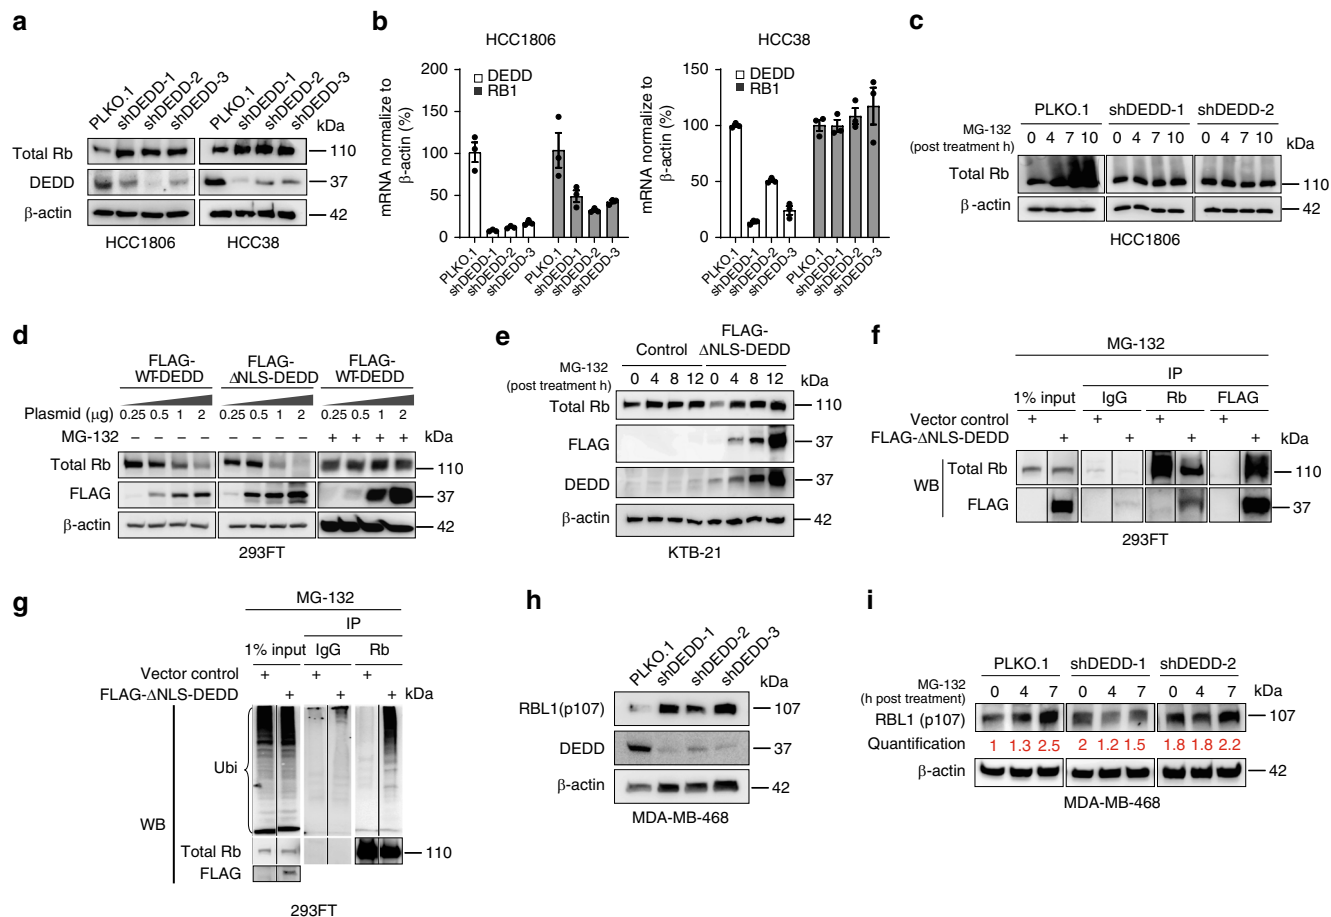 a
PLKO.1 shDEDD-1 shDEDD-2 shDEDD-3 PLKO.1 shDEDD-1 shDEDD-2 shDEDD-3
kDa
Total Rb 110
DEDD 37
β-actin 42
HCC1806 HCC38
b
HCC1806
mRNA normalize to
β-actin (%)
200
150
100
50
0
DEDD
RB1
PLKO.1 shDEDD-1 shDEDD-2 shDEDD-3 PLKO.1 shDEDD-1 shDEDD-2 shDEDD-3
HCC38
mRNA normalize to
β-actin (%)
150
100
50
0
DEDD
RB1
PLKO.1 shDEDD-1 shDEDD-2 shDEDD-3 PLKO.1 shDEDD-1 shDEDD-2 shDEDD-3
c
PLKO.1 shDEDD-1 shDEDD-2
MG-132
(post treatment h)
0 4 7 10 0 4 7 10 0 4 7 10 kDa
Total Rb 110
β-actin 42
HCC1806
d
FLAG-
WT-DEDD
FLAG-
ΔNLS-DEDD
FLAG-
WT-DEDD
Plasmid (μg) 0.25 0.5 1 2 0.25 0.5 1 2 0.25 0.5 1 2
MG-132 − − − − − − − − + + + + kDa
Total Rb 110
FLAG 37
β-actin 42
293FT
e
Control
FLAG-
ΔNLS-DEDD
MG-132
(post treatment h)
0 4 8 12 0 4 8 12 kDa
Total Rb 110
FLAG 37
DEDD 37
β-actin 42
KTB-21
f
MG-132
IP
1% input IgG Rb FLAG
Vector control + + + +
FLAG-ΔNLS-DEDD + + + + kDa
WB
Total Rb 110
FLAG 37
293FT
g
MG-132
IP
1% input IgG Rb
Vector control + + +
FLAG-ΔNLS-DEDD + + + kDa
Ubi
WB
Total Rb 110
FLAG
293FT
h
PLKO.1 shDEDD-1 shDEDD-2 shDEDD-3
kDa
RBL1(p107) 107
DEDD 37
β-actin 42
MDA-MB-468
i
PLKO.1 shDEDD-1 shDEDD-2
MG-132
(h post treatment)
0 4 7 0 4 7 0 4 7 kDa
RBL1 (p107) 107
Quantification 1 1.3 2.5 2 1.2 1.5 1.8 1.8 2.2
β-actin 42
MDA-MB-468